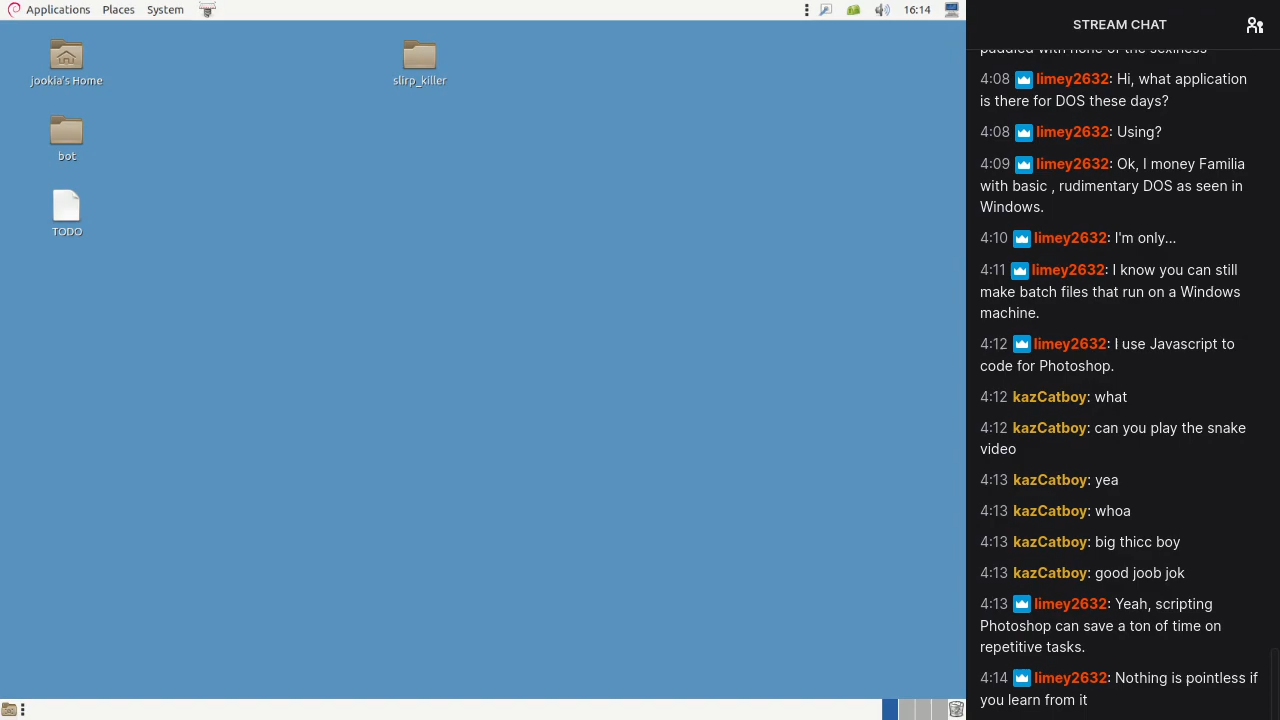 Applications Places System
16:14
jookia's Home
slirp_killer
bot
TODO
STREAM CHAT
paddled with none of the sexiness
4:08 limey2632: Hi, what application
is there for DOS these days?
4:08 limey2632: Using?
4:09 limey2632: Ok, I money Familia
with basic , rudimentary DOS as seen in
Windows.
4:10 limey2632: I'm only...
4:11 limey2632: I know you can still
make batch files that run on a Windows
machine.
4:12 limey2632: I use Javascript to
code for Photoshop.
4:12 kazCatboy: what
4:12 kazCatboy: can you play the snake
video
4:13 kazCatboy: yea
4:13 kazCatboy: whoa
4:13 kazCatboy: big thicc boy
4:13 kazCatboy: good joob jok
4:13 limey2632: Yeah, scripting
Photoshop can save a ton of time on
repetitive tasks.
4:14 limey2632: Nothing is pointless if
you learn from it